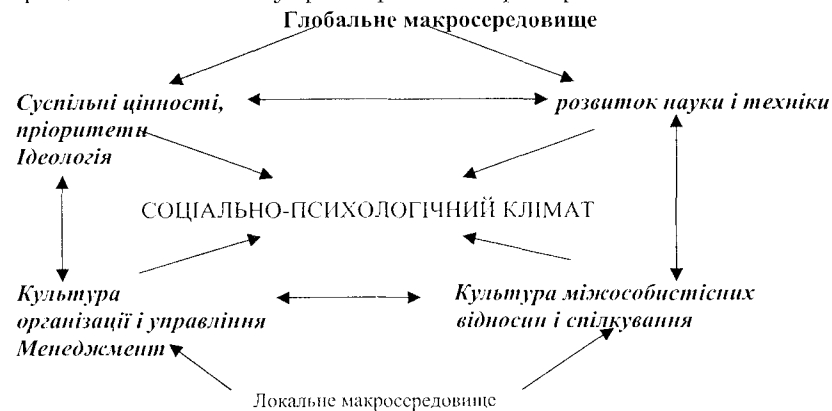 Глобальне макросередовище
Суспільні цінності,
пріоритети
Ідеологія
розвиток науки і техніки
СОЦІАЛЬНО-ПСИХОЛОГІЧНИЙ КЛІМАТ
Культура
організації і управління
Менеджмент
Культура міжособистісних
відносин і спілкування
Локальне макросередовище